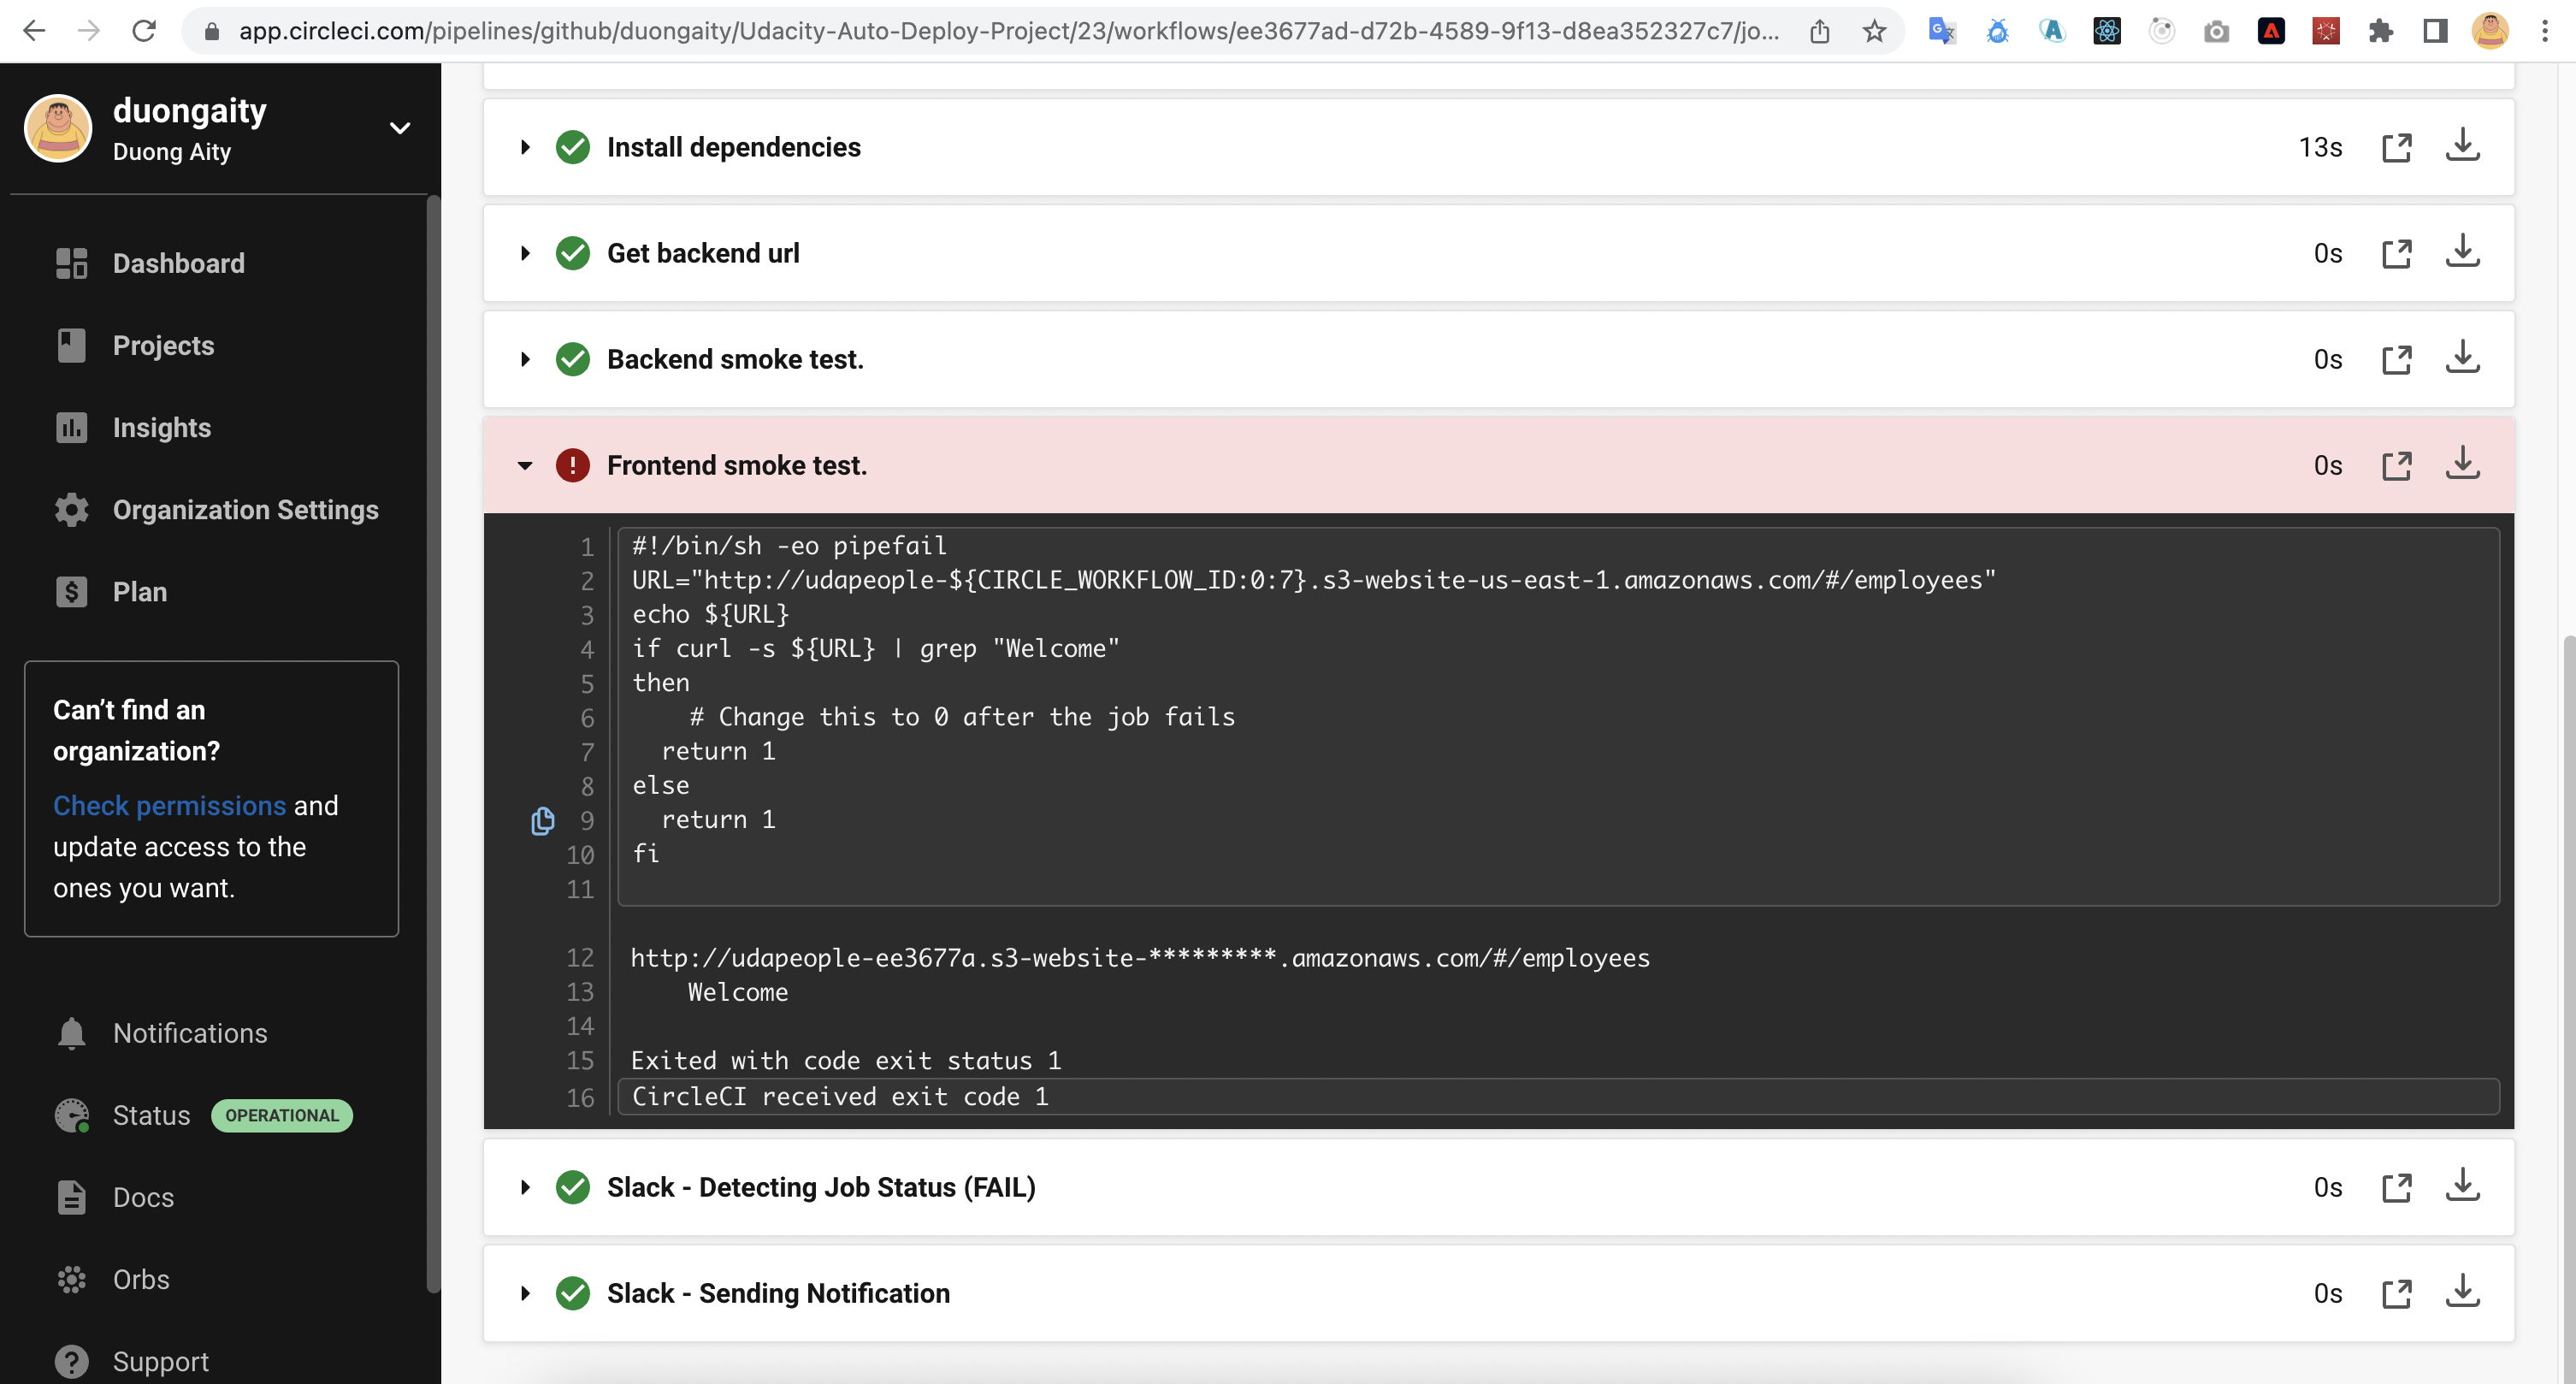 app.circleci.com/pipelines/github/duongaity/Udacity-Auto-Deploy-Project/23/workflows/ee3677ad-d72b-4589-9f13-d8ea352327c7/jo...
duongaity
Duong Aity
Dashboard
Projects
Insights
Organization Settings
Plan
Can’t find an
organization?
Check permissions and
update access to the
ones you want.
Notifications
Status OPERATIONAL
Docs
Orbs
Support
Install dependencies 13s
Get backend url 0s
Backend smoke test. 0s
Frontend smoke test. 0s
1 #!/bin/sh -eo pipefail
2 URL="http://udapeople-${CIRCLE_WORKFLOW_ID:0:7}.s3-website-us-east-1.amazonaws.com/#/employees"
3 echo ${URL}
4 if curl -s ${URL} | grep "Welcome"
5 then
6     # Change this to 0 after the job fails
7   return 1
8 else
9   return 1
10 fi
11
12 http://udapeople-ee3677a.s3-website-*********.amazonaws.com/#/employees
13     Welcome
14
15 Exited with code exit status 1
16 CircleCI received exit code 1
Slack - Detecting Job Status (FAIL) 0s
Slack - Sending Notification 0s